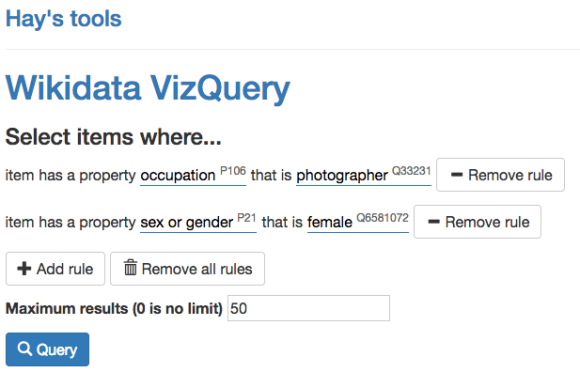 Hay's tools
Wikidata VizQuery
Select items where...
item has a property occupation P106 that is photographer Q33231 Remove rule
item has a property sex or gender P21 that is female Q6581072 Remove rule
Add rule Remove all rules
Maximum results (0 is no limit) 50
Query